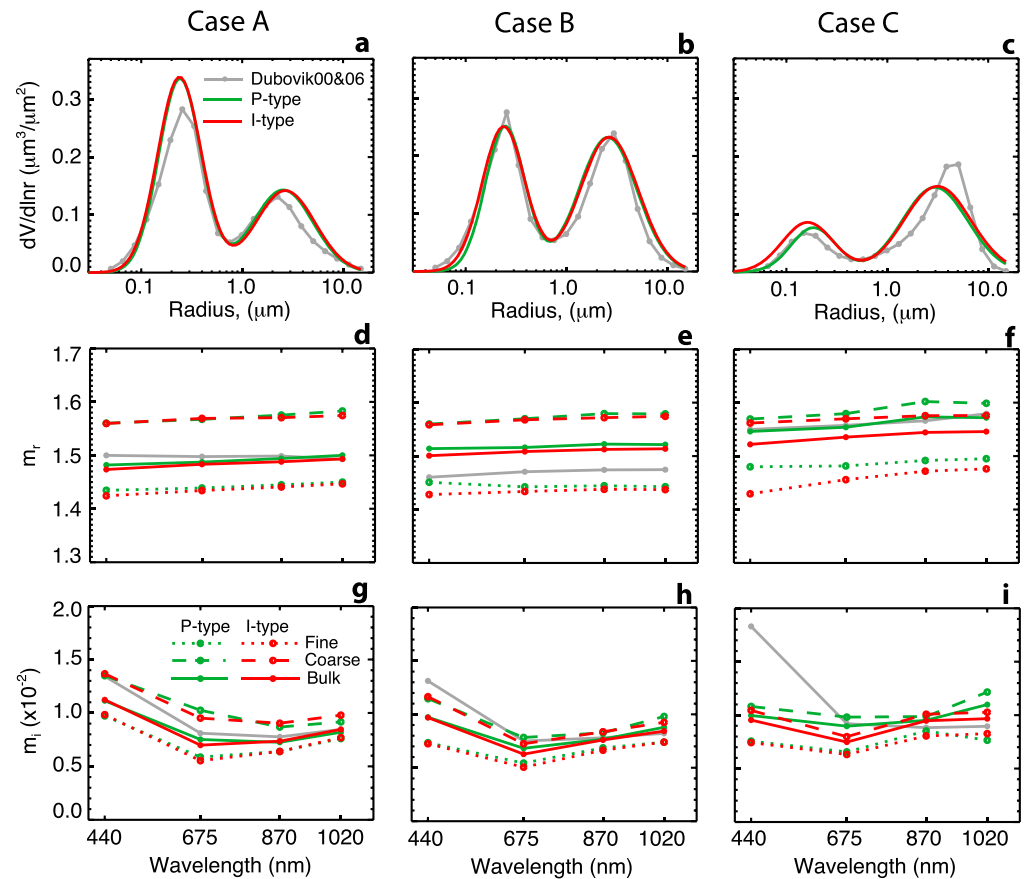 Case A Case B Case C
a b c
Dubovik00&06
P-type
I-type
dV/dlnr (μm³/μm²)
0.3
0.2
0.1
0.0
0.1 1.0 10.0 0.1 1.0 10.0 0.1 1.0 10.0
Radius, (μm) Radius, (μm) Radius, (μm)
d e f
1.7
1.6
1.5
1.4
1.3
mᵣ
g h i
2.0
1.5
1.0
0.5
0.0
mᵢ (x10⁻²)
P-type I-type
Fine
Coarse
Bulk
440 675 870 1020 440 675 870 1020 440 675 870 1020
Wavelength (nm) Wavelength (nm) Wavelength (nm)